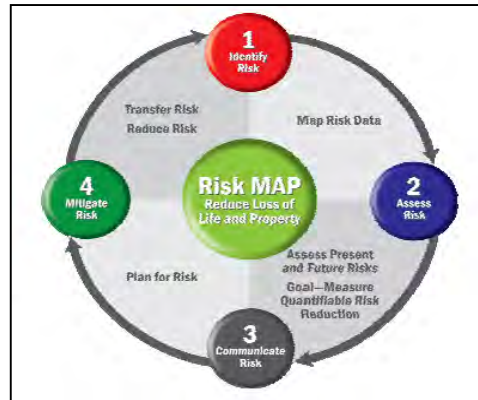 1
Identify
Risk
Transfer Risk
Reduce Risk
Map Risk Data
4
Mitigate
Risk
Risk MAP
Reduce Loss of
Life and Property
2
Assess
Risk
Plan for Risk
Assess Present
and Future Risks
Goal—Measure
Quantifiable Risk
Reduction
3
Communicate
Risk